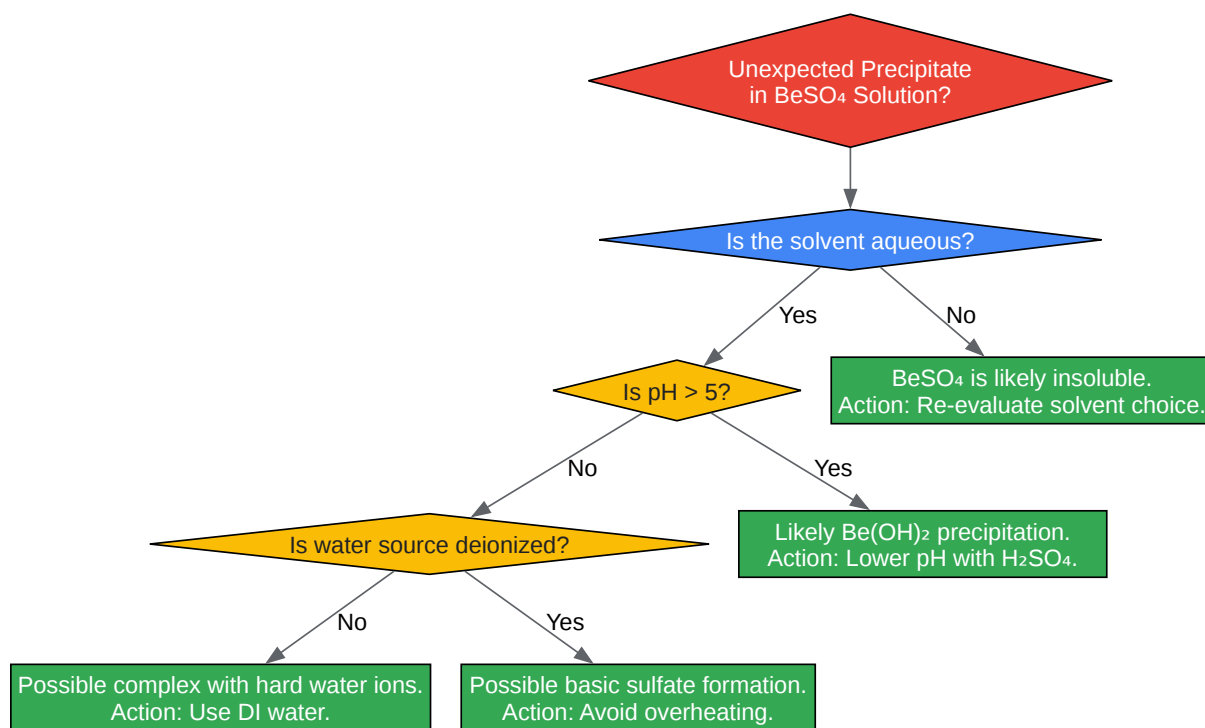 Unexpected Precipitate
in BeSO₄ Solution?
Is the solvent aqueous?
Yes
No
Is pH > 5?
BeSO₄ is likely insoluble.
Action: Re-evaluate solvent choice.
No
Yes
Is water source deionized?
Likely Be(OH)₂ precipitation.
Action: Lower pH with H₂SO₄.
No
Yes
Possible complex with hard water ions.
Action: Use DI water.
Possible basic sulfate formation.
Action: Avoid overheating.